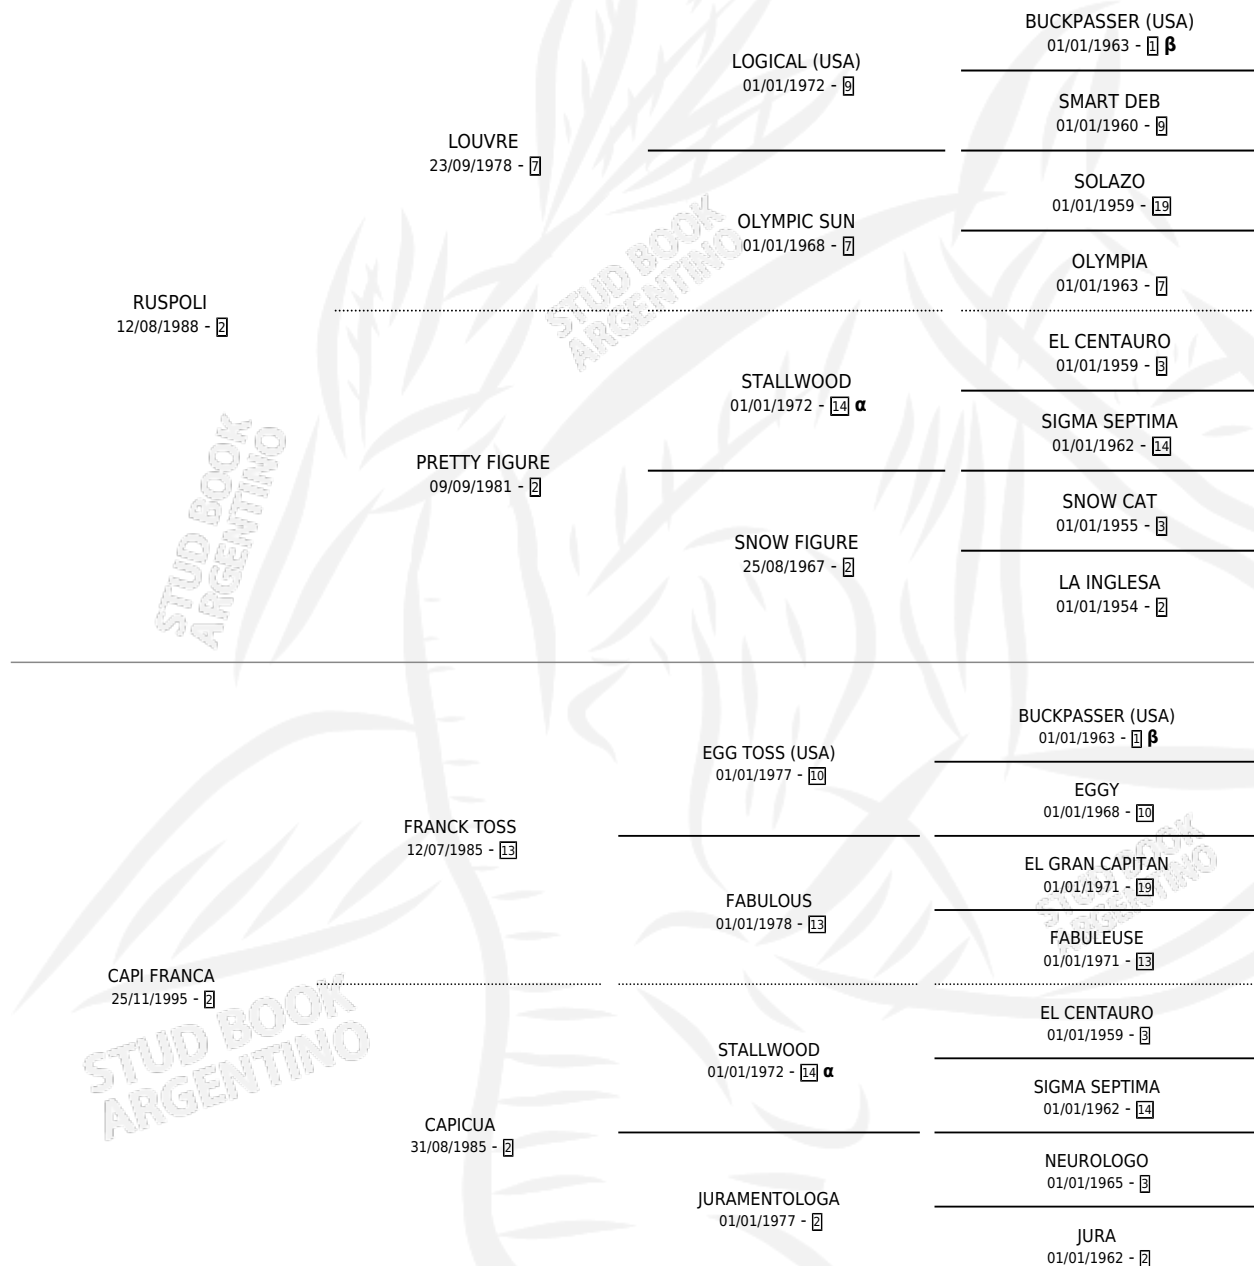 RUSPOLI
12/08/1988 - 2
LOUVRE
23/09/1978 - 7
LOGICAL (USA)
01/01/1972 - 9
BUCKPASSER (USA)
01/01/1963 - 1 β
SMART DEB
01/01/1960 - 9
OLYMPIC SUN
01/01/1968 - 7
SOLAZO
01/01/1959 - 19
OLYMPIA
01/01/1963 - 7
PRETTY FIGURE
09/09/1981 - 2
STALLWOOD
01/01/1972 - 14 α
EL CENTAURO
01/01/1959 - 3
SIGMA SEPTIMA
01/01/1962 - 14
SNOW FIGURE
25/08/1967 - 2
SNOW CAT
01/01/1955 - 3
LA INGLESA
01/01/1954 - 2
CAPI FRANCA
25/11/1995 - 2
FRANCK TOSS
12/07/1985 - 13
EGG TOSS (USA)
01/01/1977 - 10
BUCKPASSER (USA)
01/01/1963 - 1 β
EGGY
01/01/1968 - 10
FABULOUS
01/01/1978 - 13
EL GRAN CAPITAN
01/01/1971 - 19
FABULEUSE
01/01/1971 - 13
CAPICUA
31/08/1985 - 2
STALLWOOD
01/01/1972 - 14 α
EL CENTAURO
01/01/1959 - 3
SIGMA SEPTIMA
01/01/1962 - 14
JURAMENTOLOGA
01/01/1977 - 2
NEUROLOGO
01/01/1965 - 3
JURA
01/01/1962 - 2
STUD BOOK
ARGENTINO
STUD BOOK
ARGENTINO
STUD BOOK
ARGENTINO
STUD BOOK
ARGENTINO